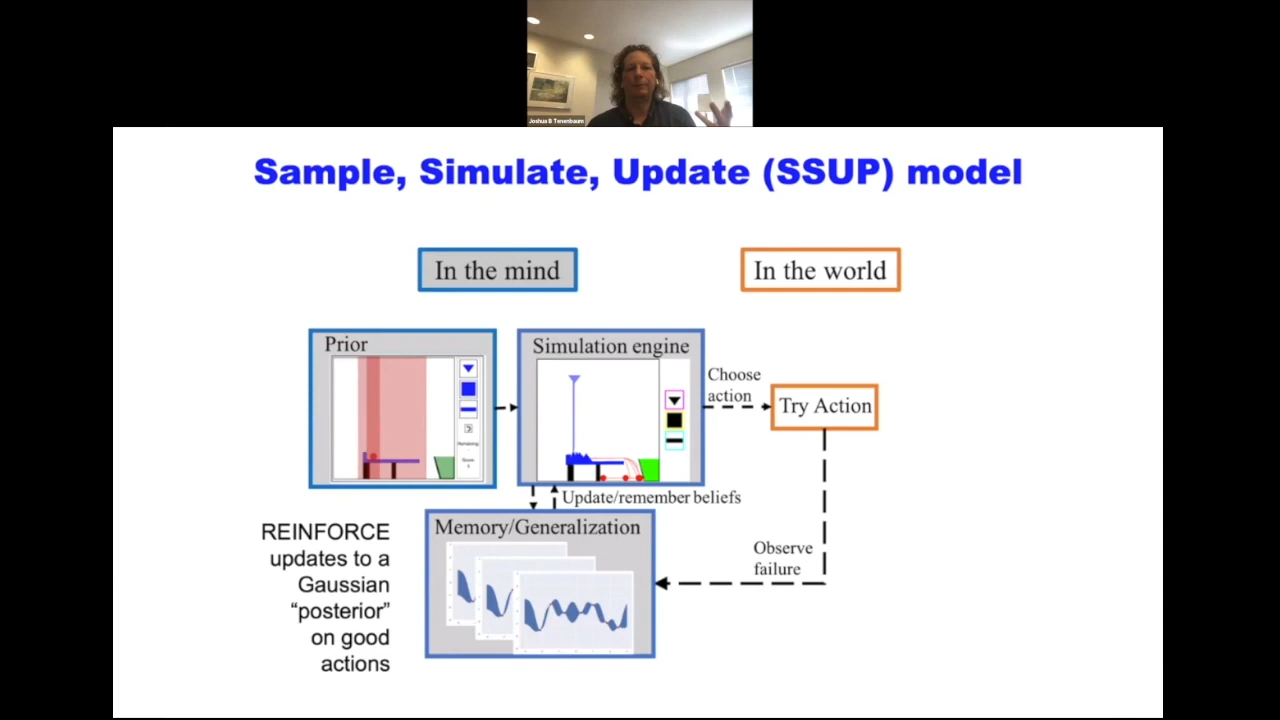 Joshua B Tenenbaum
Sample, Simulate, Update (SSUP) model
In the mind
In the world
Prior
Simulation engine
Choose
action
Try Action
Update/remember beliefs
Memory/Generalization
Observe
failure
REINFORCE
updates to a
Gaussian
“posterior”
on good
actions